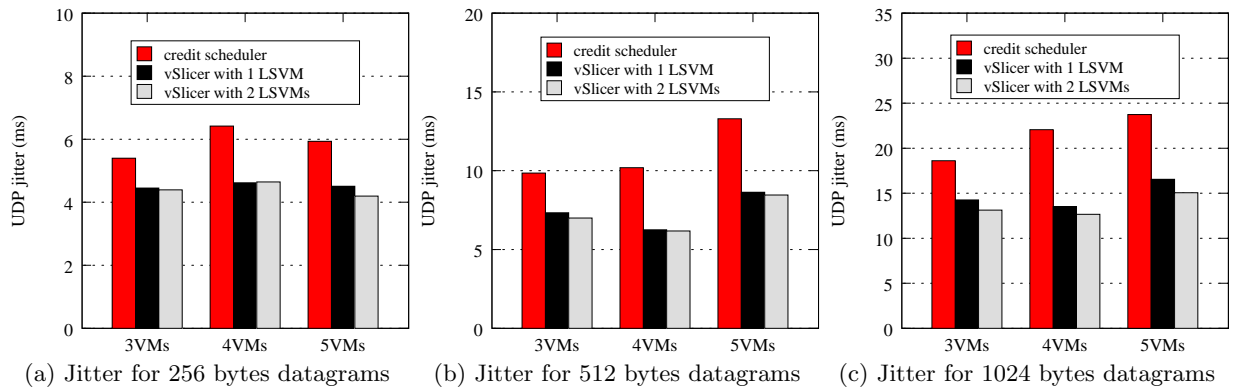 10
8
6
4
2
0
UDP jitter (ms)
credit scheduler
vSlicer with 1 LSVM
vSlicer with 2 LSVMs
3VMs 4VMs 5VMs
(a) Jitter for 256 bytes datagrams
20
15
10
5
0
UDP jitter (ms)
credit scheduler
vSlicer with 1 LSVM
vSlicer with 2 LSVMs
3VMs 4VMs 5VMs
(b) Jitter for 512 bytes datagrams
35
30
25
20
15
10
5
0
UDP jitter (ms)
credit scheduler
vSlicer with 1 LSVM
vSlicer with 2 LSVMs
3VMs 4VMs 5VMs
(c) Jitter for 1024 bytes datagrams